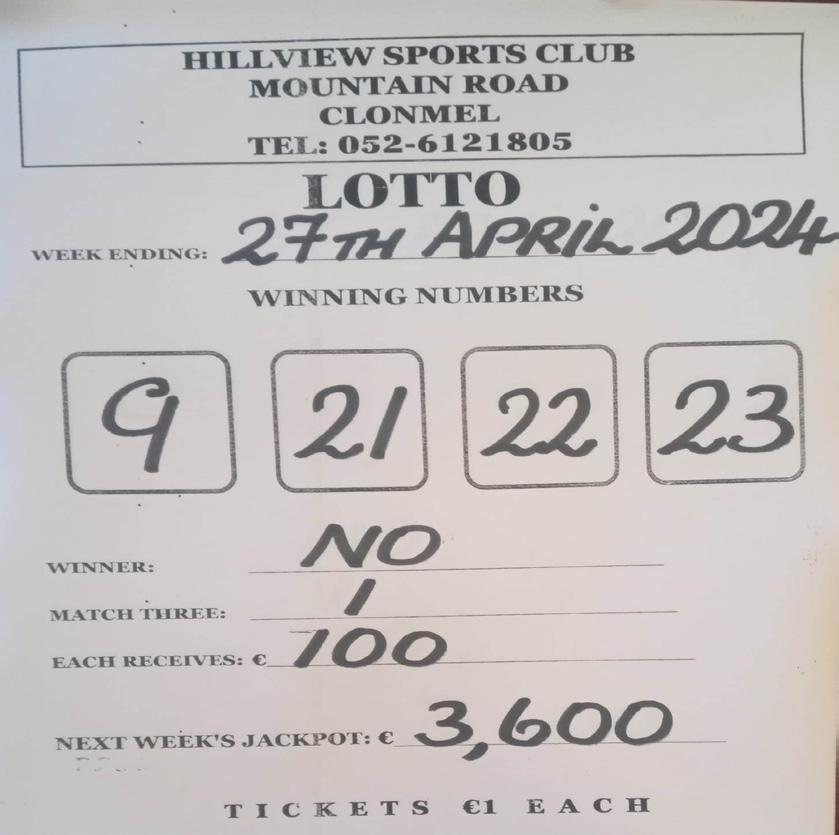 HILLVIEW SPORTS CLUB
MOUNTAIN ROAD
CLONMEL
TEL: 052-6121805
LOTTO
WEEK ENDING: 27TH APRIL 2024
WINNING NUMBERS
9 21 22 23
WINNER: NO
MATCH THREE: 1
EACH RECEIVES: € 100
NEXT WEEK'S JACKPOT: € 3,600
TICKETS €1 EACH